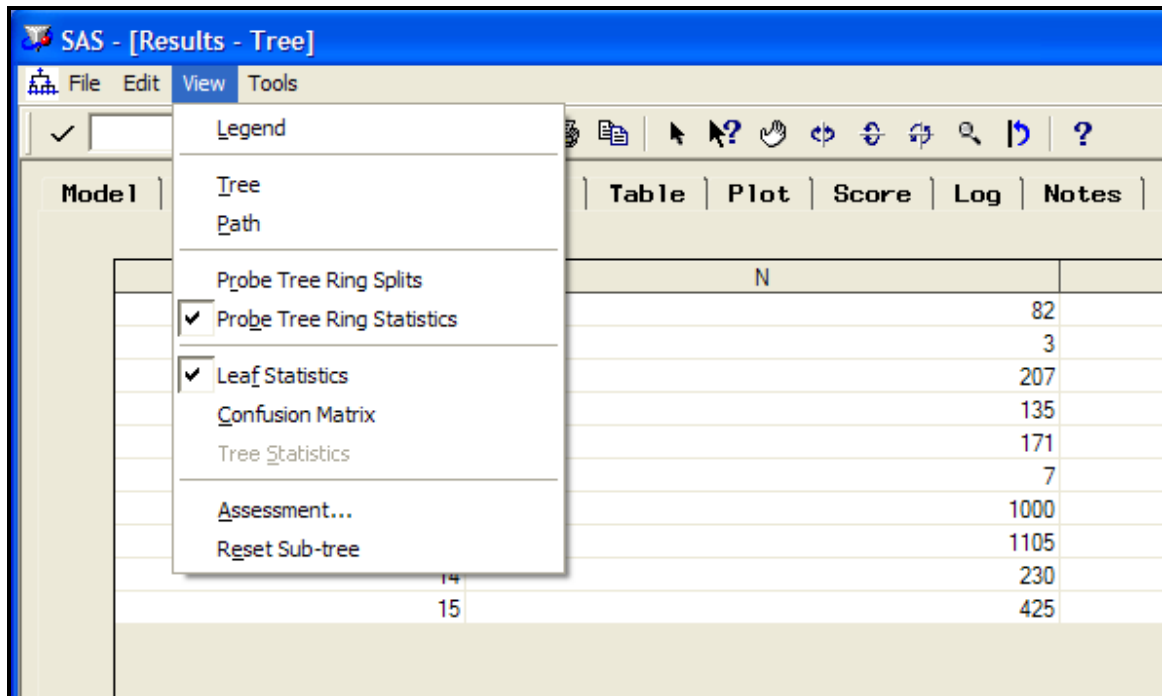 SAS - [Results - Tree]
File Edit View Tools
Legend
Tree
Path
Probe Tree Ring Splits
Probe Tree Ring Statistics
Leaf Statistics
Confusion Matrix
Tree Statistics
Assessment...
Reset Sub-tree
?
?
Model Table Plot Score Log Notes
N
82
3
207
135
171
7
1000
1105
14 230
15 425